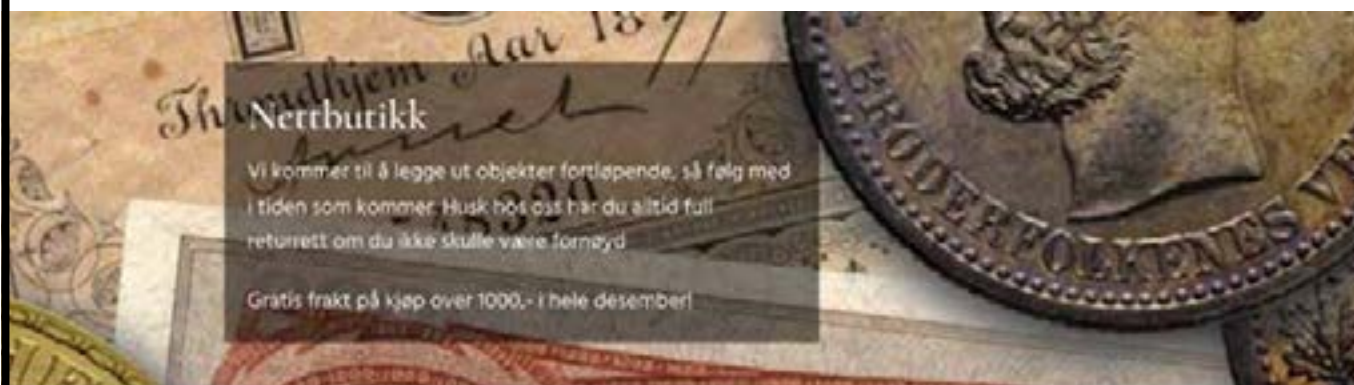 Throndhjem Aar 1877
Nettbutikk
Vi kommer til å legge ut objekter fortløpende, så følg med
i tiden som kommer. Husk hos oss har du alltid full
returrett om du ikke skulle være fornøyd
Gratis frakt på kjøp over 1000,- i hele desember!
BRODERFOLKENES